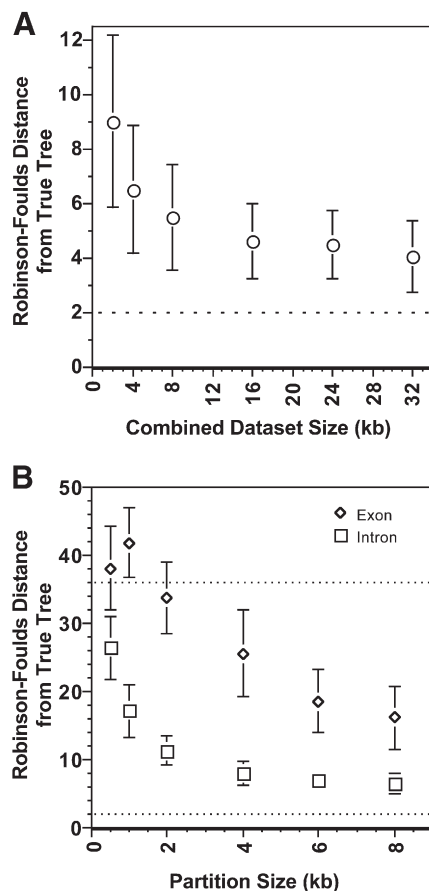 A
Robinson-Foulds Distance
from True Tree
12
10
8
6
4
2
0
0
4
8
12
16
20
24
28
32
Combined Dataset Size (kb)
B
Robinson-Foulds Distance
from True Tree
50
40
30
20
10
0
Exon
Intron
0
2
4
6
8
Partition Size (kb)